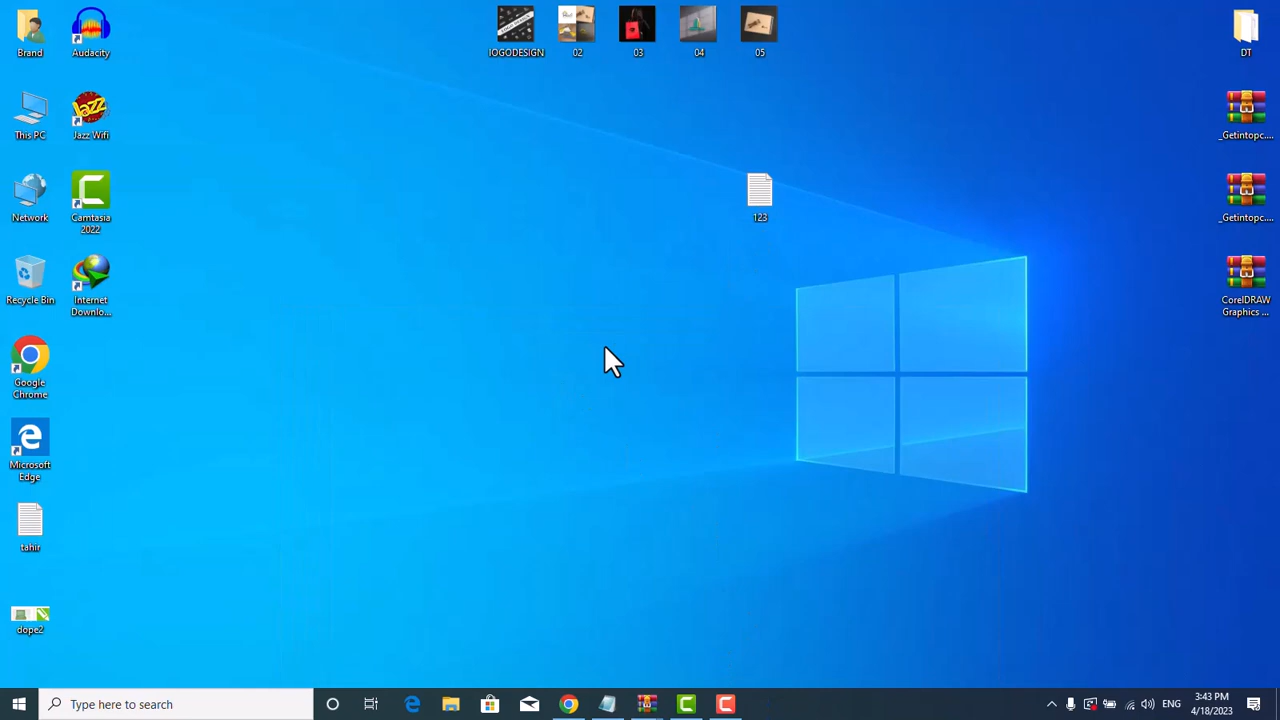 Brand
Audacity
lOGODESIGN
02
03
04
05
DT
This PC
Jazz
Jazz Wifi
_Getintopc....
Network
Camtasia
2022
123
_Getintopc....
Recycle Bin
Internet
Downlo...
CorelDRAW
Graphics ...
Google
Chrome
Microsoft
Edge
tahir
dope2
Type here to search
ENG
3:43 PM
4/18/2023